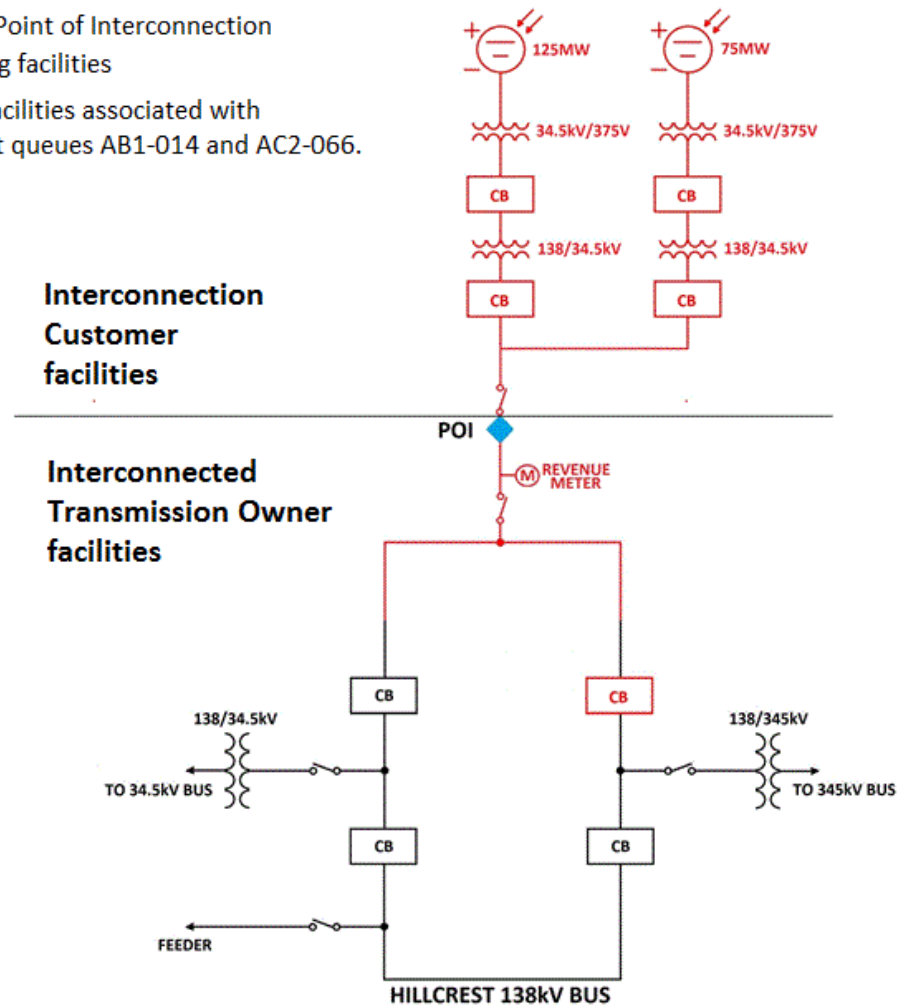 Point of Interconnection
g facilities
acilities associated with
t queues AB1-014 and AC2-066.
+
125MW
−
+
75MW
−
34.5kV/375V
34.5kV/375V
CB
CB
138/34.5kV
138/34.5kV
CB
CB
Interconnection
Customer
facilities
POI
M REVENUE
METER
Interconnected
Transmission Owner
facilities
CB
CB
138/34.5kV
138/345kV
TO 34.5kV BUS
TO 345kV BUS
CB
CB
FEEDER
HILLCREST 138kV BUS